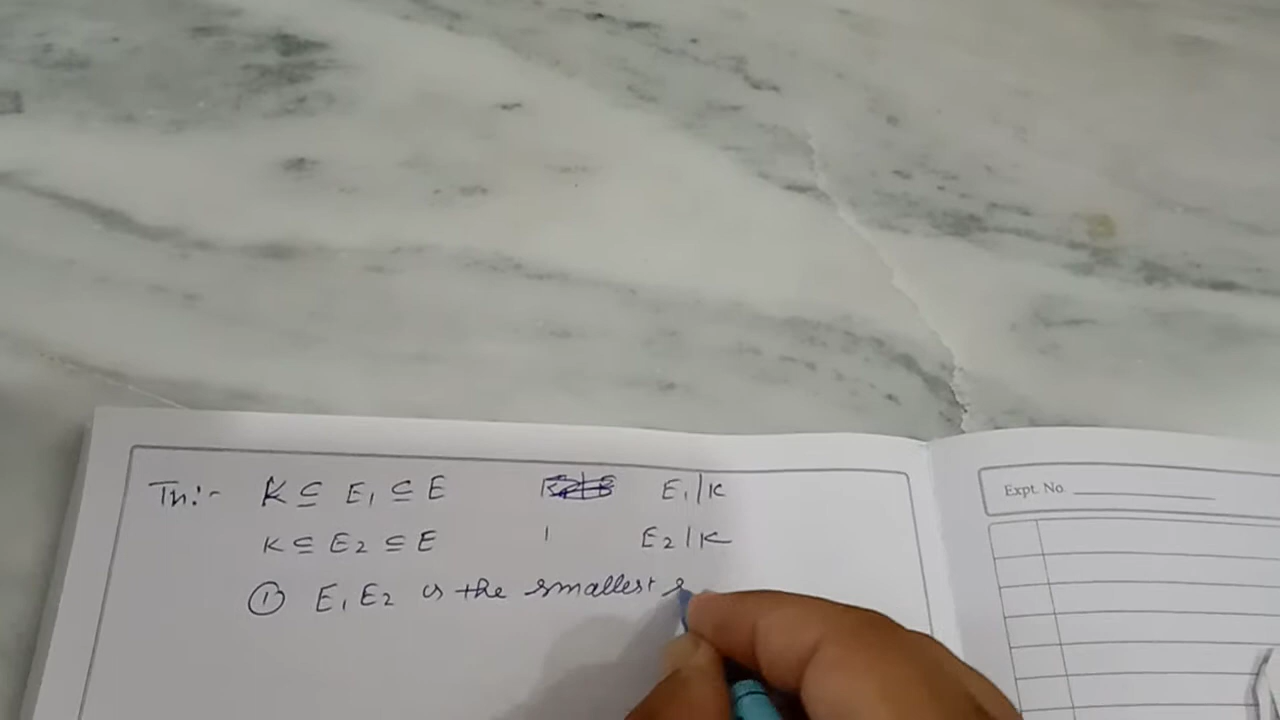 Th:- K ⊆ E₁ ⊆ E E₁/K
K ⊆ E₂ ⊆ E E₂/K
① E₁E₂ is the smallest s
Expt. No.